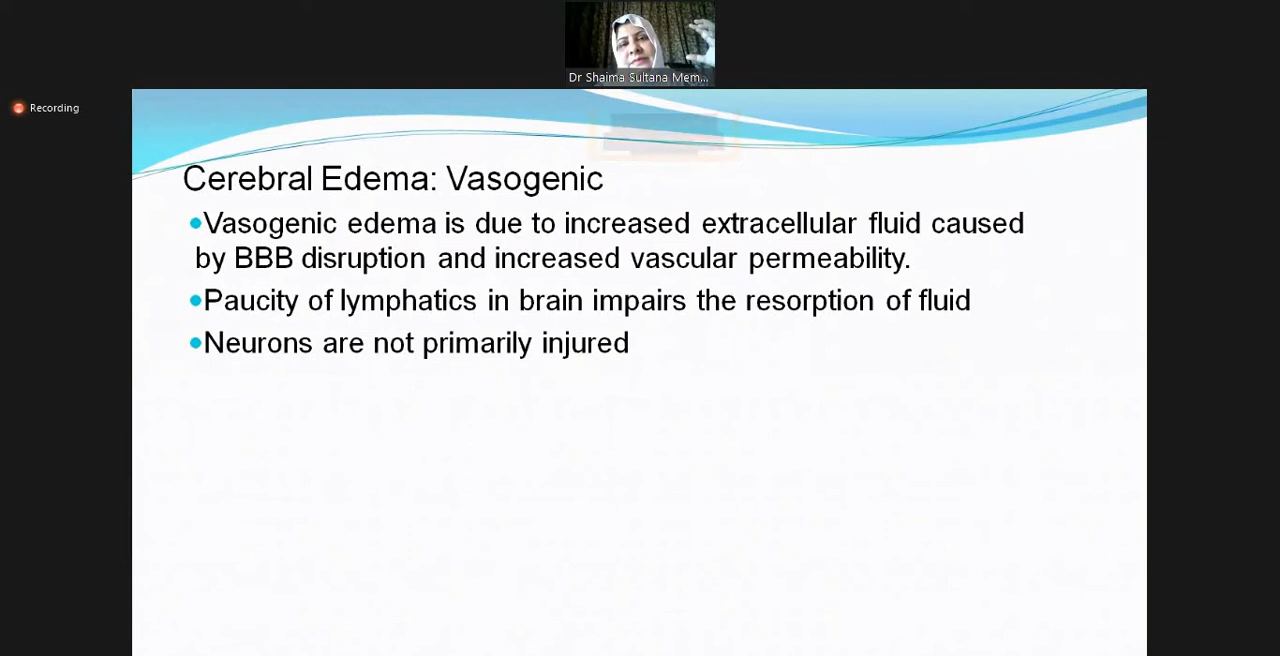 Dr Shaima Sultana Mem...
Recording
Cerebral Edema: Vasogenic
•Vasogenic edema is due to increased extracellular fluid caused
by BBB disruption and increased vascular permeability.
•Paucity of lymphatics in brain impairs the resorption of fluid
•Neurons are not primarily injured